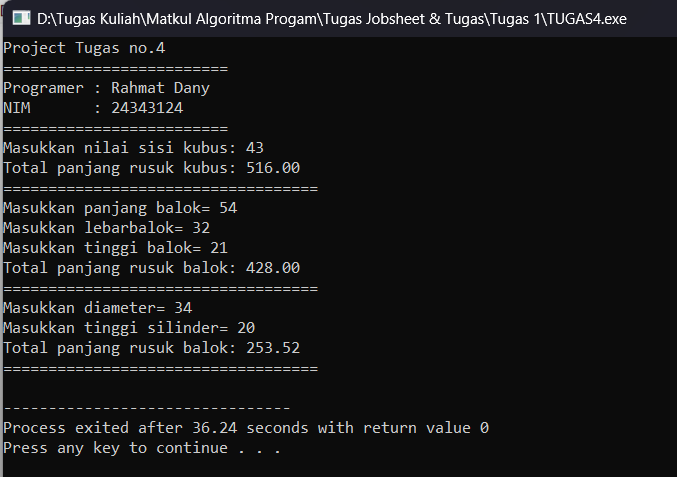 D:\Tugas Kuliah\Matkul Algoritma Progam\Tugas Jobsheet & Tugas\Tugas 1\TUGAS4.exe
Project Tugas no.4
=========================
Programer : Rahmat Dany
NIM       : 24343124
=========================
Masukkan nilai sisi kubus: 43
Total panjang rusuk kubus: 516.00
===================================
Masukkan panjang balok= 54
Masukkan lebarbalok= 32
Masukkan tinggi balok= 21
Total panjang rusuk balok: 428.00
===================================
Masukkan diameter= 34
Masukkan tinggi silinder= 20
Total panjang rusuk balok: 253.52
===================================
--------------------------------
Process exited after 36.24 seconds with return value 0
Press any key to continue . . .